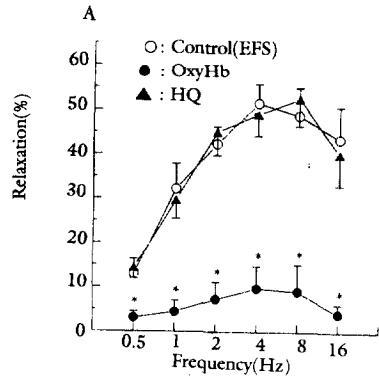 A
○ : Control(EFS)
● : OxyHb
▲ : HQ
Relaxation(%)
60
50
40
30
20
10
0
* * * * * *
0.5 1 2 4 8 16
Frequency(Hz)